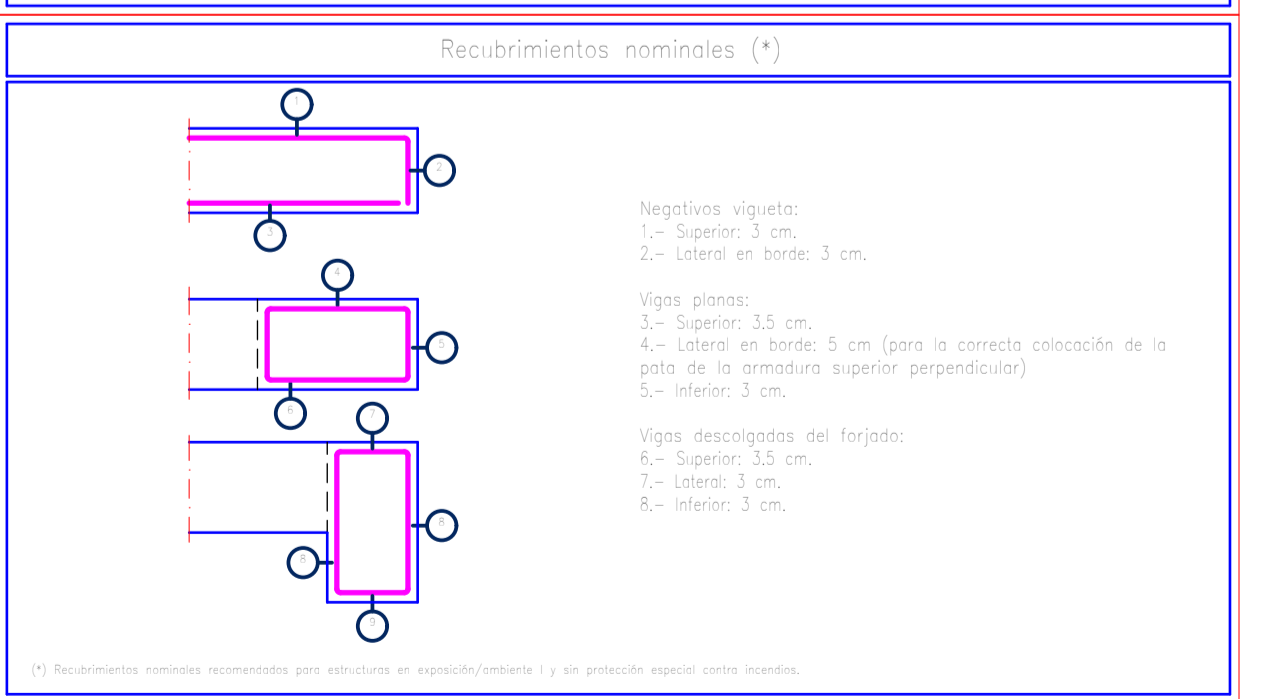 Recubrimientos nominales (*)
1
2
3
4
5
6
7
8
8
9
Negativos vigueta:
1.- Superior: 3 cm.
2.- Lateral en borde: 3 cm.
Vigas planas:
3.- Superior: 3.5 cm.
4.- Lateral en borde: 5 cm (para la correcta colocación de la
pata de la armadura superior perpendicular)
5.- Inferior: 3 cm.
Vigas descolgadas del forjado:
6.- Superior: 3.5 cm.
7.- Lateral: 3 cm.
8.- Inferior: 3 cm.
(*) Recubrimientos nominales recomendados para estructuras en exposición/ambiente I y sin protección especial contra incendios.